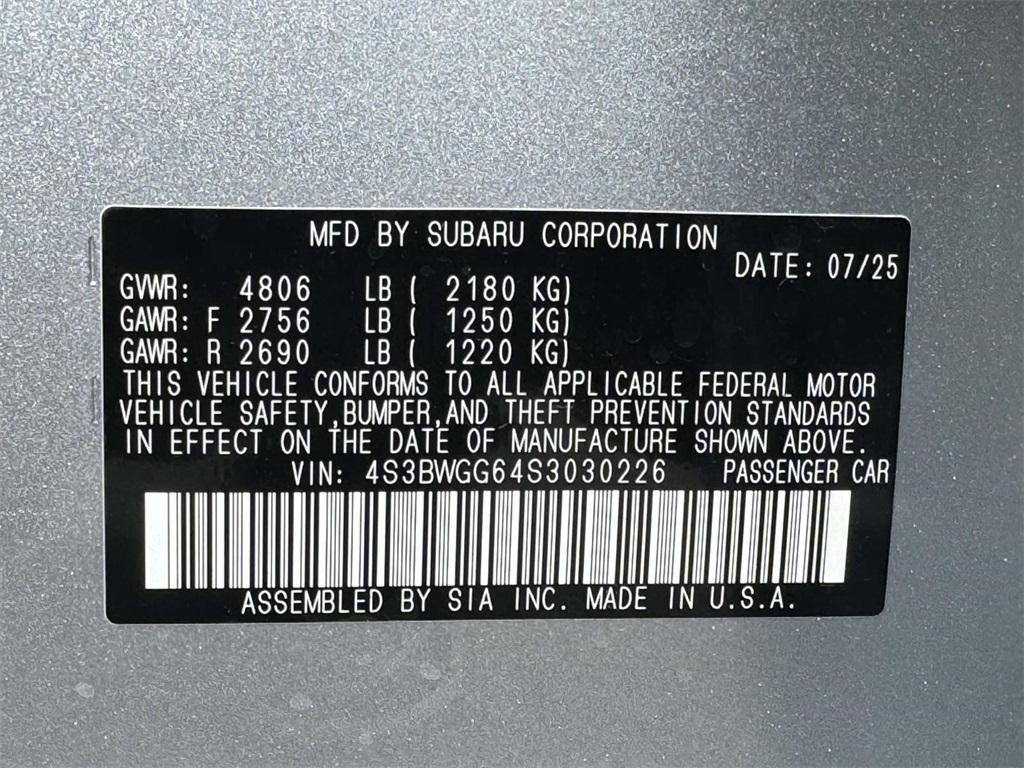 MFD BY SUBARU CORPORATION
DATE: 07/25
GVWR: 4806 LB ( 2180 KG)
GAWR: F 2756 LB ( 1250 KG)
GAWR: R 2690 LB ( 1220 KG)
THIS VEHICLE CONFORMS TO ALL APPLICABLE FEDERAL MOTOR
VEHICLE SAFETY,BUMPER,AND THEFT PREVENTION STANDARDS
IN EFFECT ON THE DATE OF MANUFACTURE SHOWN ABOVE.
VIN: 4S3BWGG64S3030226 PASSENGER CAR
ASSEMBLED BY SIA INC. MADE IN U.S.A.